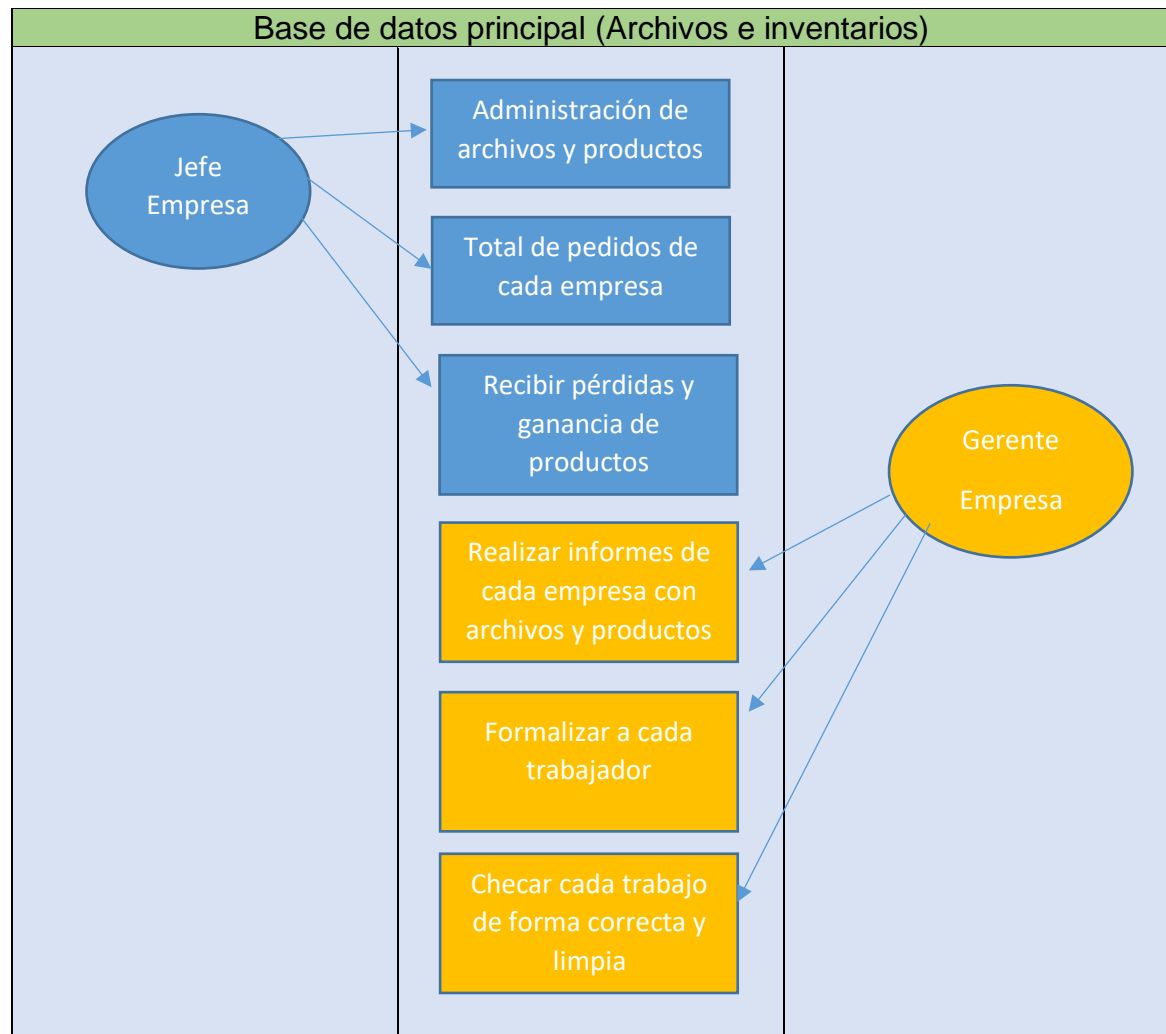 Base de datos principal (Archivos e inventarios)
Jefe
Empresa
Administración de
archivos y productos
Total de pedidos de
cada empresa
Recibir pérdidas y
ganancia de
productos
Gerente
Empresa
Realizar informes de
cada empresa con
archivos y productos
Formalizar a cada
trabajador
Checar cada trabajo
de forma correcta y
limpia